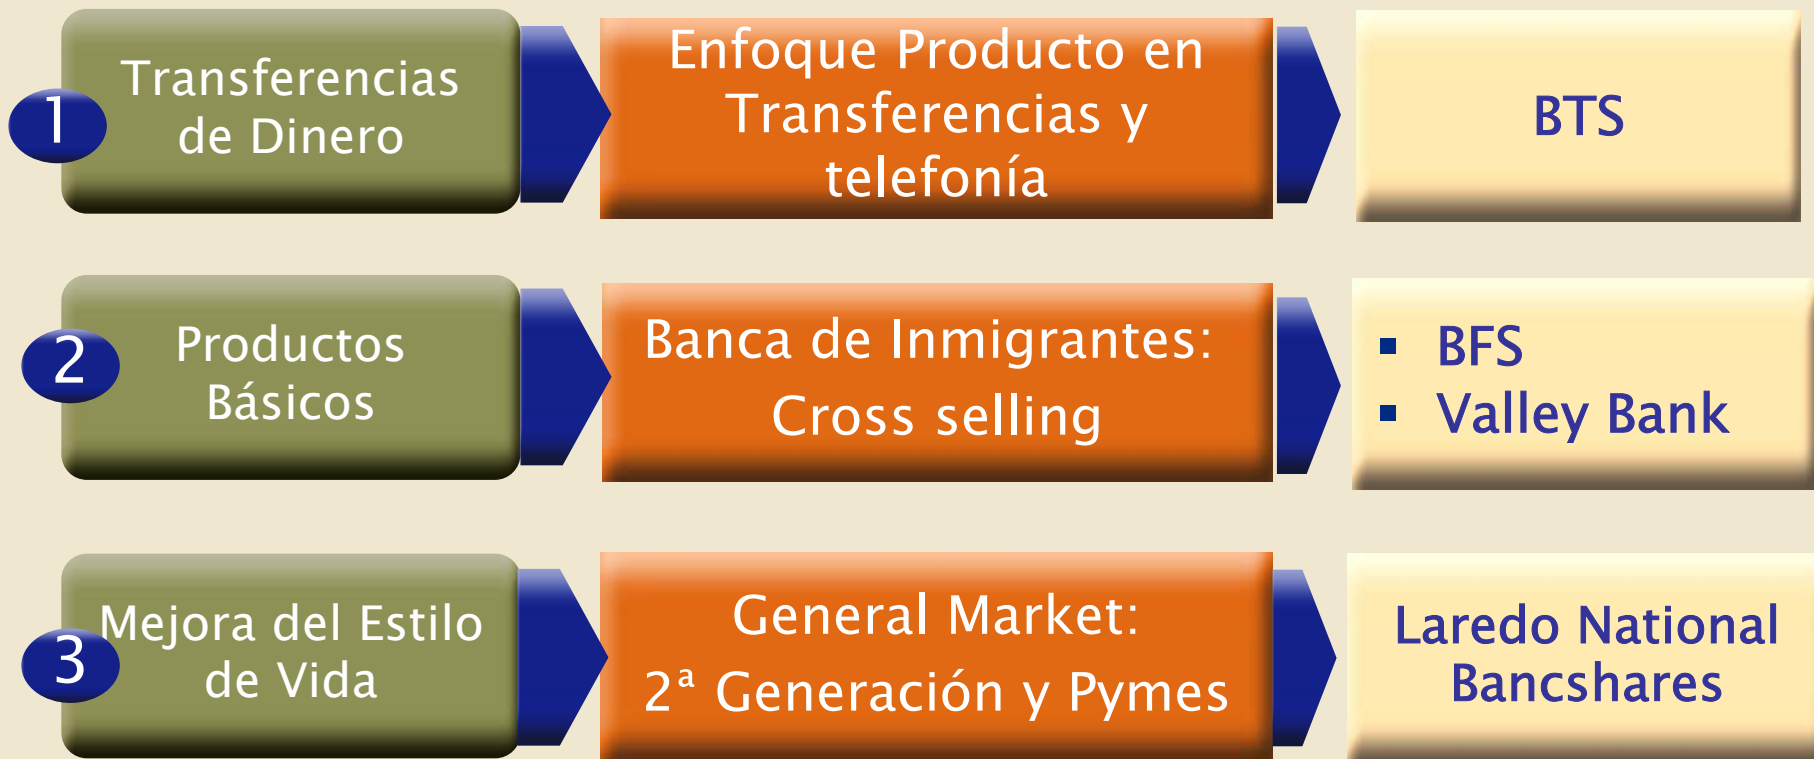 1
Transferencias
de Dinero
Enfoque Producto en
Transferencias y
telefonía
BTS
2
Productos
Básicos
Banca de Inmigrantes:
Cross selling
▪ BFS
▪ Valley Bank
3
Mejora del Estilo
de Vida
General Market:
2ª Generación y Pymes
Laredo National
Bancshares